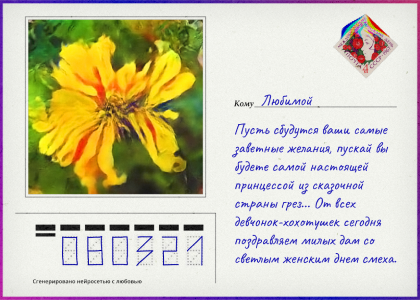 Кому Любимой
Пусть сбудутся ваши самые
заветные желания, пускай вы
будете самой настоящей
принцессой из сказочной
страны грез... От всех
девчонок-хохотушек сегодня
поздравляем милых дам со
светлым женским днем смеха.
080321
Сгенерировано нейросетью с любовью